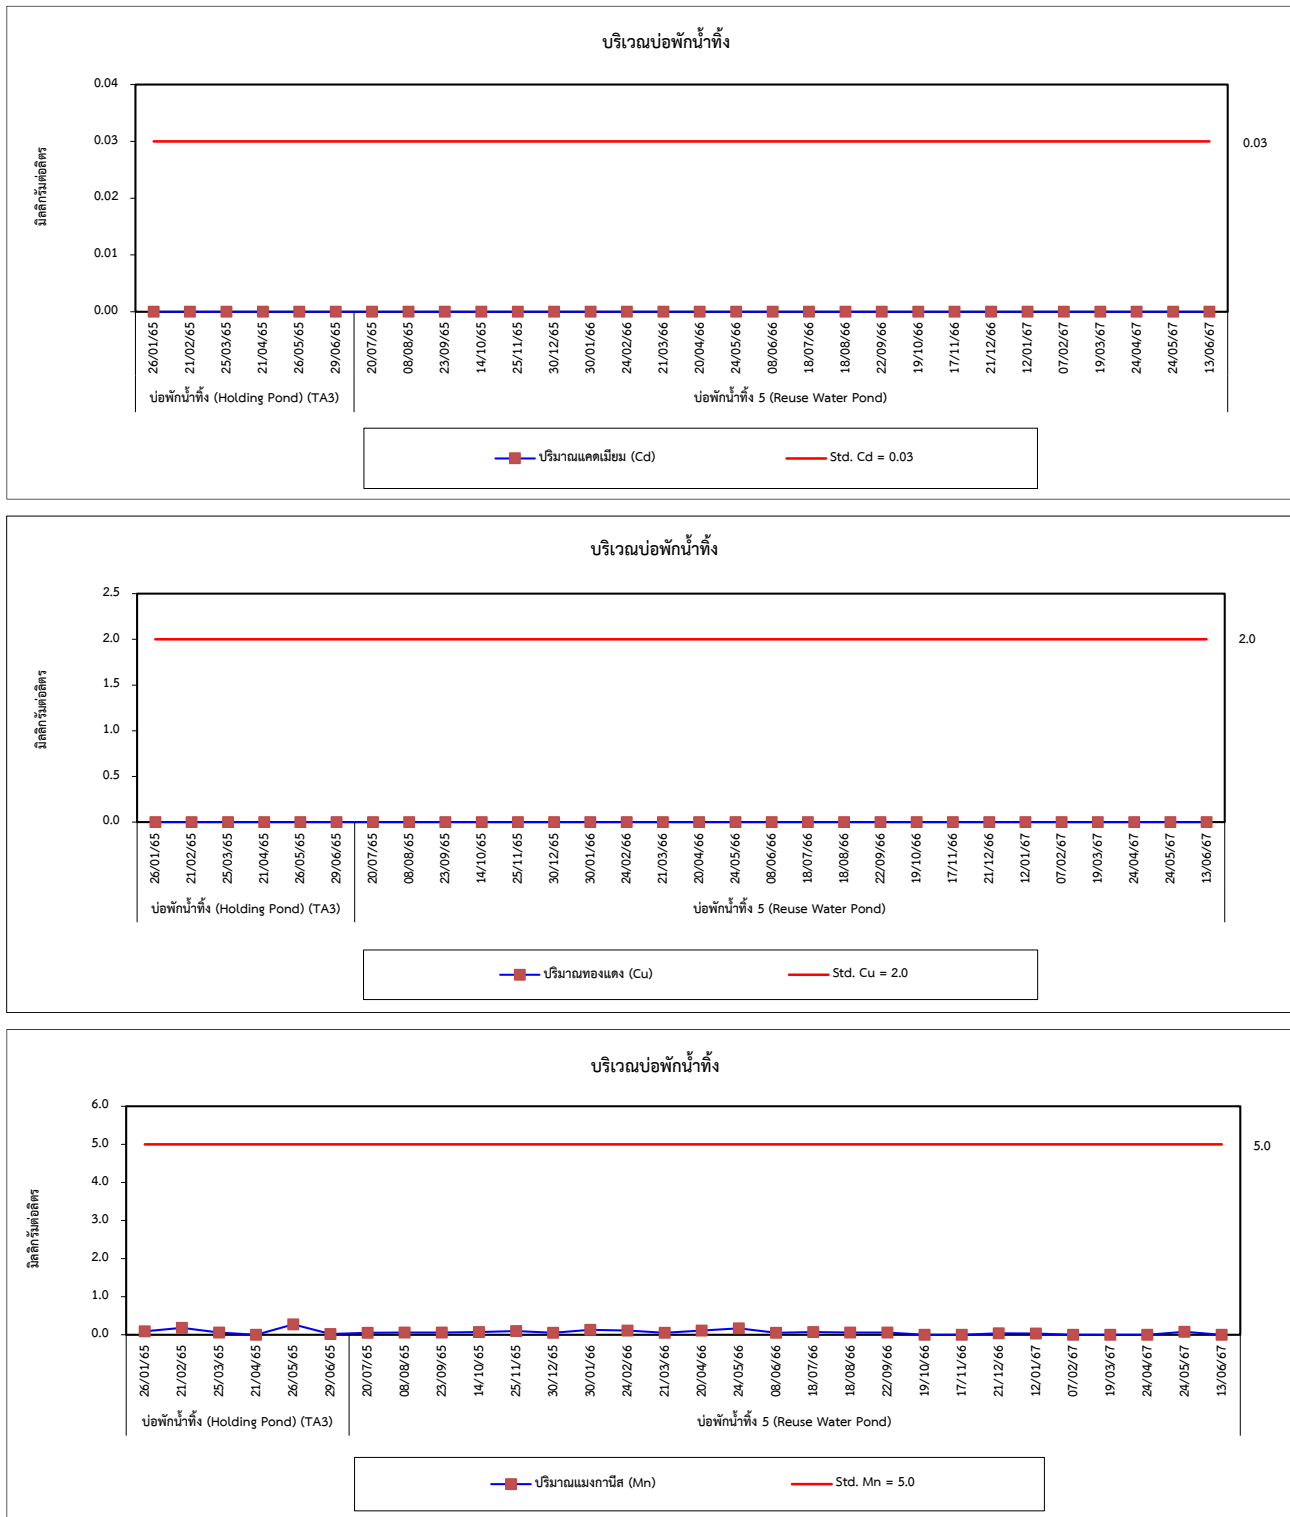 บริเวณบ่อพักน้ำทิ้ง
มิลลิกรัมต่อลิตร
0.04
0.03
0.02
0.01
0.00
0.03
26/01/65 21/02/65 25/03/65 21/04/65 26/05/65 29/06/65 20/07/65 08/08/65 23/09/65 14/10/65 25/11/65 30/12/65 30/01/66 24/02/66 21/03/66 20/04/66 24/05/66 08/06/66 18/07/66 18/08/66 22/09/66 19/10/66 17/11/66 21/12/66 12/01/67 07/02/67 19/03/67 24/04/67 24/05/67 13/06/67
บ่อพักน้ำทิ้ง (Holding Pond) (TA3) บ่อพักน้ำทิ้ง 5 (Reuse Water Pond)
ปริมาณแคดเมียม (Cd) Std. Cd = 0.03
บริเวณบ่อพักน้ำทิ้ง
มิลลิกรัมต่อลิตร
2.5
2.0
1.5
1.0
0.5
0.0
2.0
26/01/65 21/02/65 25/03/65 21/04/65 26/05/65 29/06/65 20/07/65 08/08/65 23/09/65 14/10/65 25/11/65 30/12/65 30/01/66 24/02/66 21/03/66 20/04/66 24/05/66 08/06/66 18/07/66 18/08/66 22/09/66 19/10/66 17/11/66 21/12/66 12/01/67 07/02/67 19/03/67 24/04/67 24/05/67 13/06/67
บ่อพักน้ำทิ้ง (Holding Pond) (TA3) บ่อพักน้ำทิ้ง 5 (Reuse Water Pond)
ปริมาณทองแดง (Cu) Std. Cu = 2.0
บริเวณบ่อพักน้ำทิ้ง
มิลลิกรัมต่อลิตร
6.0
5.0
4.0
3.0
2.0
1.0
0.0
5.0
26/01/65 21/02/65 25/03/65 21/04/65 26/05/65 29/06/65 20/07/65 08/08/65 23/09/65 14/10/65 25/11/65 30/12/65 30/01/66 24/02/66 21/03/66 20/04/66 24/05/66 08/06/66 18/07/66 18/08/66 22/09/66 19/10/66 17/11/66 21/12/66 12/01/67 07/02/67 19/03/67 24/04/67 24/05/67 13/06/67
บ่อพักน้ำทิ้ง (Holding Pond) (TA3) บ่อพักน้ำทิ้ง 5 (Reuse Water Pond)
ปริมาณแมงกานีส (Mn) Std. Mn = 5.0